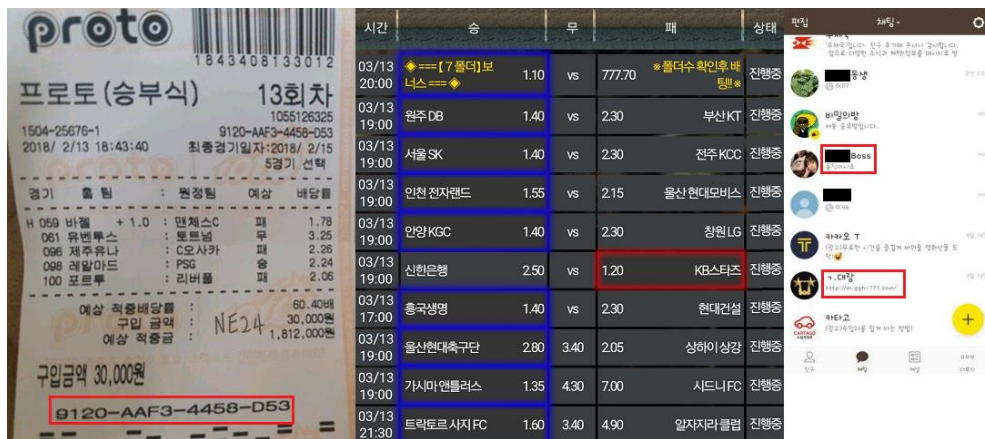 proto
1843408133012
프로토 (승부식) 13회차
1055126325
1504-25676-1 9120-AAF3-4458-D53
2018/ 2/13 18:43:40 최종경기일자:2018/ 2/15
5경기 선택
경기 홈 팀 : 원정팀 예상 배당률
H 059 바젤 + 1.0 : 맨체스C 패 1.78
061 유벤투스 : 토트넘 무 3.25
096 제주유나 : C오사카 패 2.26
098 레알마드 : PSG 승 2.24
100 포르투 : 리버풀 패 2.06
예상 적중배당률 : 60.40배
구입 금액 : 30,000원
예상 적중금 : 1,812,000원
NE24
구입금액 30,000원
9120-AAF3-4458-D53
시간 승 무 패 상태
03/13 20:00 ◈===【7폴더】보너스===◈ 1.10 vs 777.70 ※폴더수 확인후 배팅!!※ 진행중
03/13 19:00 원주DB 1.40 vs 2.30 부산KT 진행중
03/13 19:00 서울SK 1.40 vs 2.30 전주KCC 진행중
03/13 19:00 인천 전자랜드 1.55 vs 2.15 울산 현대모비스 진행중
03/13 19:00 안양 KGC 1.40 vs 2.30 창원LG 진행중
03/13 19:00 신한은행 2.50 vs 1.20 KB스타즈 진행중
03/17 17:00 흥국생명 1.40 vs 2.30 현대건설 진행중
03/13 19:00 울산현대축구단 2.80 3.40 2.05 상하이 상강 진행중
03/13 19:00 가시마 앤틀러스 1.35 4.30 7.00 시드니 FC 진행중
03/13 21:30 트락토르 사지 FC 1.60 3.40 4.90 알자지라 클럽 진행중
편집 채팅
동생
비밀의방
Boss
카카오 T
ㄱ.대장
카타고
CARTAGO
친구 채팅 채널 더보기